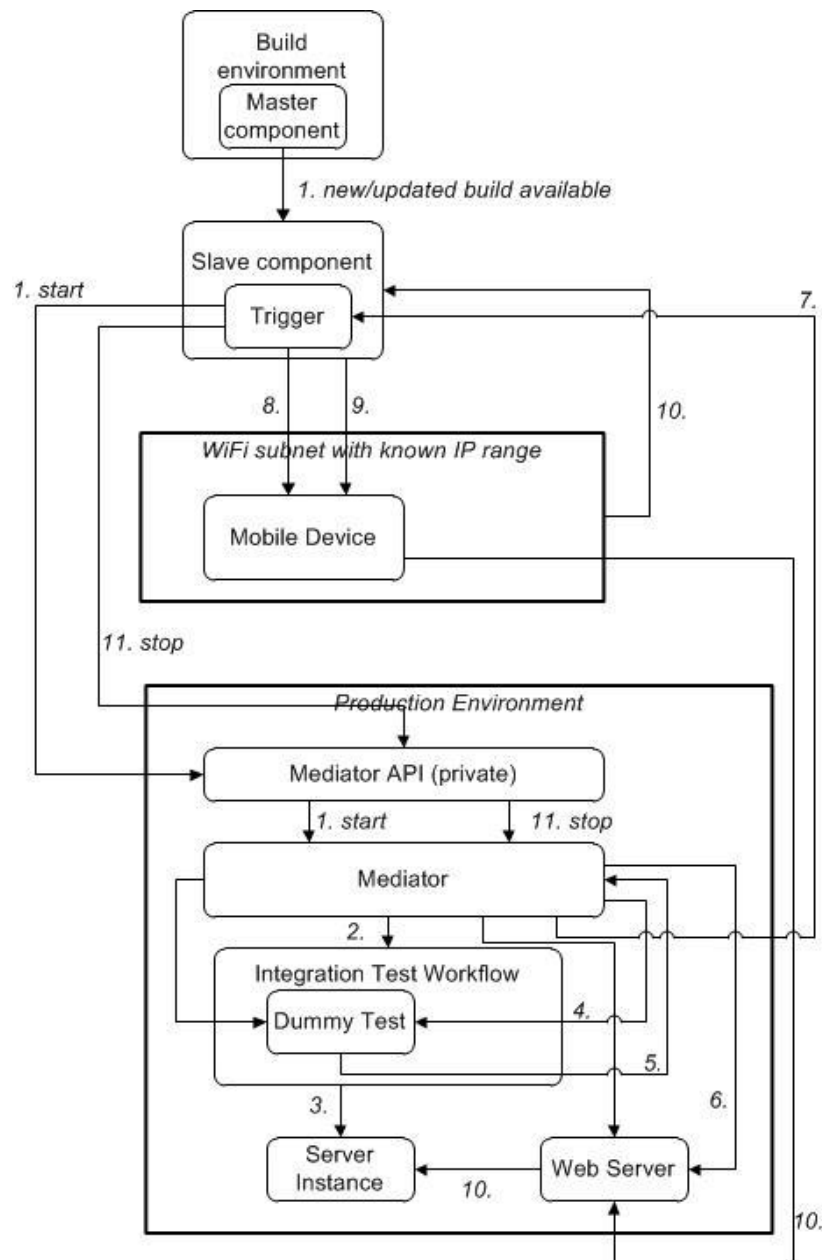 Build
environment
Master
component
1. new/updated build available
Slave component
1. start
7.
Trigger
8.
9.
10.
WiFi subnet with known IP range
Mobile Device
11. stop
Production Environment
Mediator API (private)
1. start
11. stop
Mediator
2.
Integration Test Workflow
Dummy Test
4.
5.
3.
6.
Server
Instance
Web Server
10.
10.